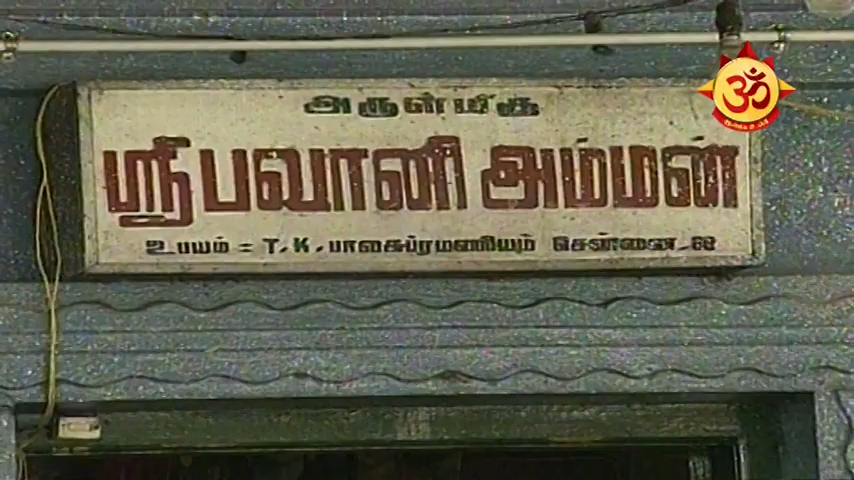 அருள்மிகு
ஸ்ரீ பவானி அம்மன்
உபயம் = T.K. பாலசுப்ரமணியம் சென்னை
ॐ